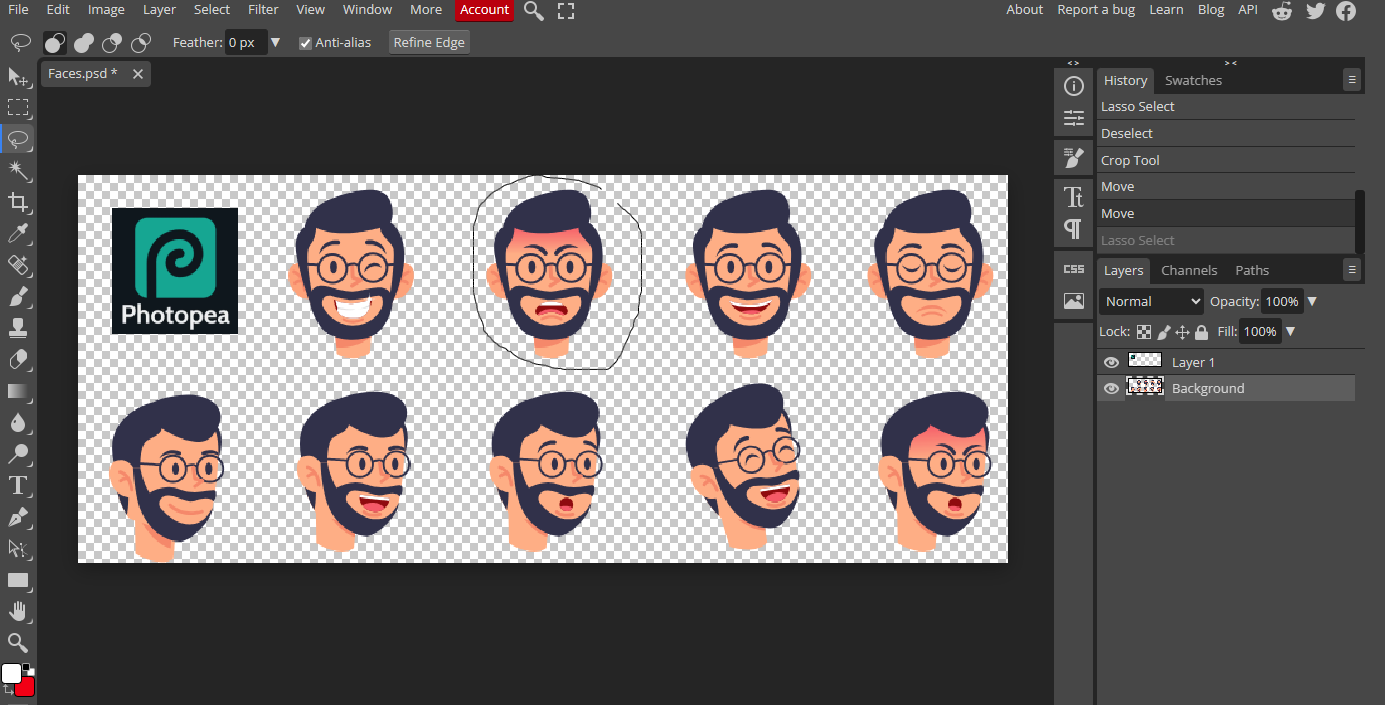 File Edit Image Layer Select Filter View Window More Account About Report a bug Learn Blog API
Feather: 0 px Anti-alias Refine Edge
Faces.psd *
History Swatches
Lasso Select
Deselect
Crop Tool
Move
Move
Lasso Select
Layers Channels Paths
Normal Opacity: 100%
Lock: Fill: 100%
Layer 1
Background
CSS
Photopea